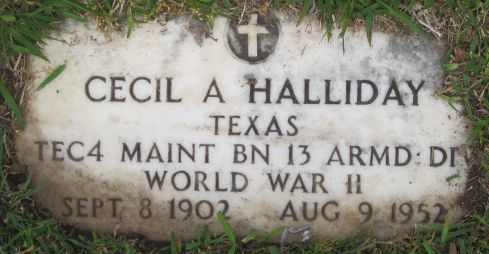 CECIL A HALLIDAY
TEXAS
TEC4 MAINT BN 13 ARMD DIV
WORLD WAR II
SEPT 8 1902 AUG 9 1952